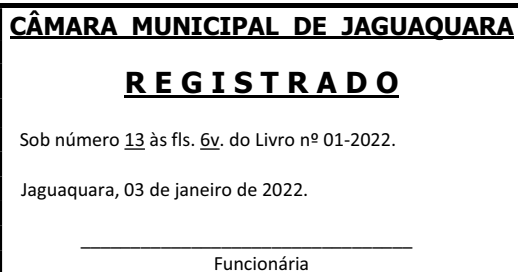 CÂMARA MUNICIPAL DE JAGUAQUARA
R E G I S T R A D O
Sob número 13 às fls. 6v. do Livro nº 01-2022.
Jaguaquara, 03 de janeiro de 2022.
Funcionária